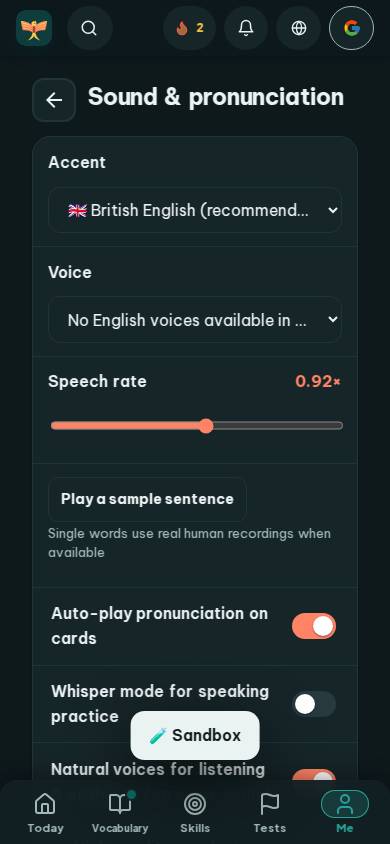 2
Sound & pronunciation
Accent
🇬🇧 British English (recommend...
Voice
No English voices available in ...
Speech rate
0.92×
Play a sample sentence
Single words use real human recordings when
available
Auto-play pronunciation on
cards
Whisper mode for speaking
practice
🧪 Sandbox
Natural voices for listening
Today
Vocabulary
Skills
Tests
Me